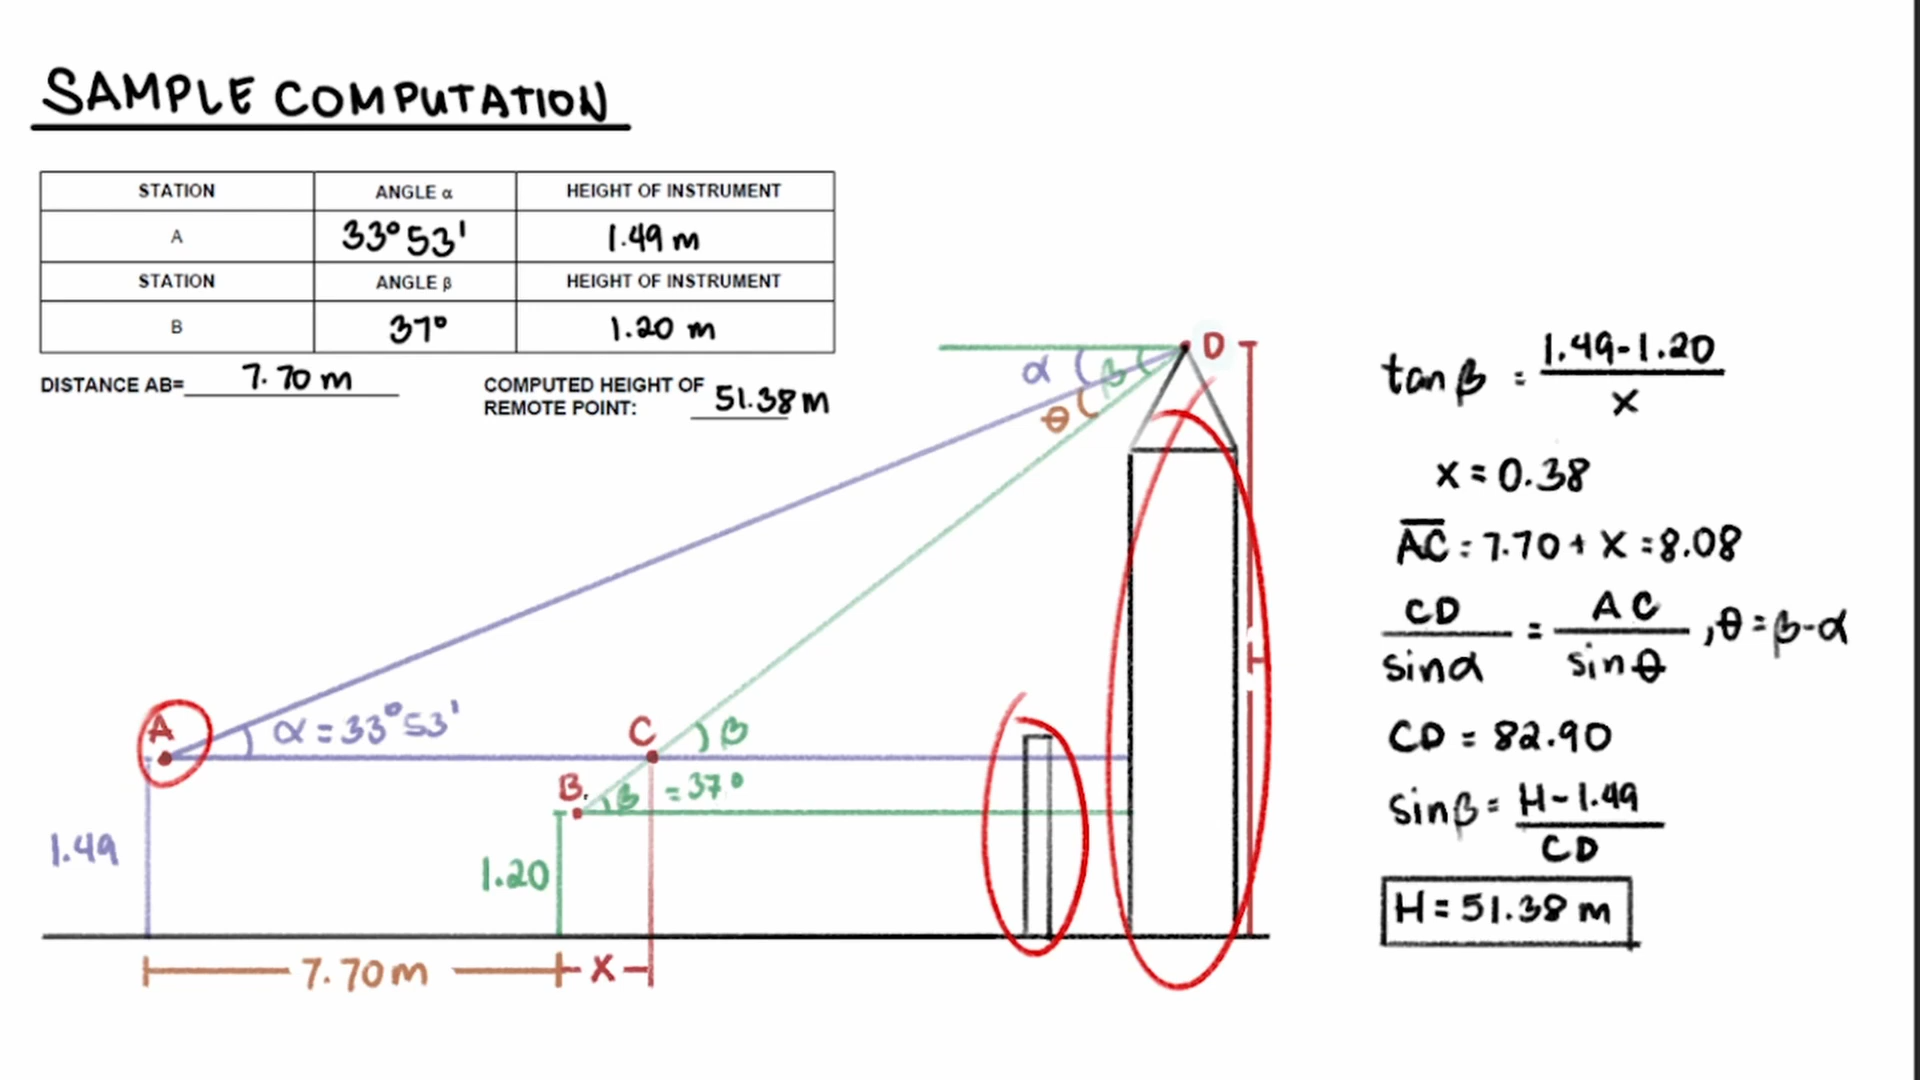 SAMPLE COMPUTATION
STATION ANGLE α HEIGHT OF INSTRUMENT
A 33°53' 1.49 m
STATION ANGLE β HEIGHT OF INSTRUMENT
B 37° 1.20 m
DISTANCE AB= 7.70 m
COMPUTED HEIGHT OF
REMOTE POINT: 51.38 m
D
α β
θ
H
A
α = 33°53'
C
β
B
β = 37°
1.49
1.20
7.70 m
x
tan β = 1.49-1.20
x
x = 0.38
AC = 7.70 + x = 8.08
CD = AC , θ = β-α
sin α sin θ
CD = 82.90
sin β = H-1.49
CD
H = 51.38 m